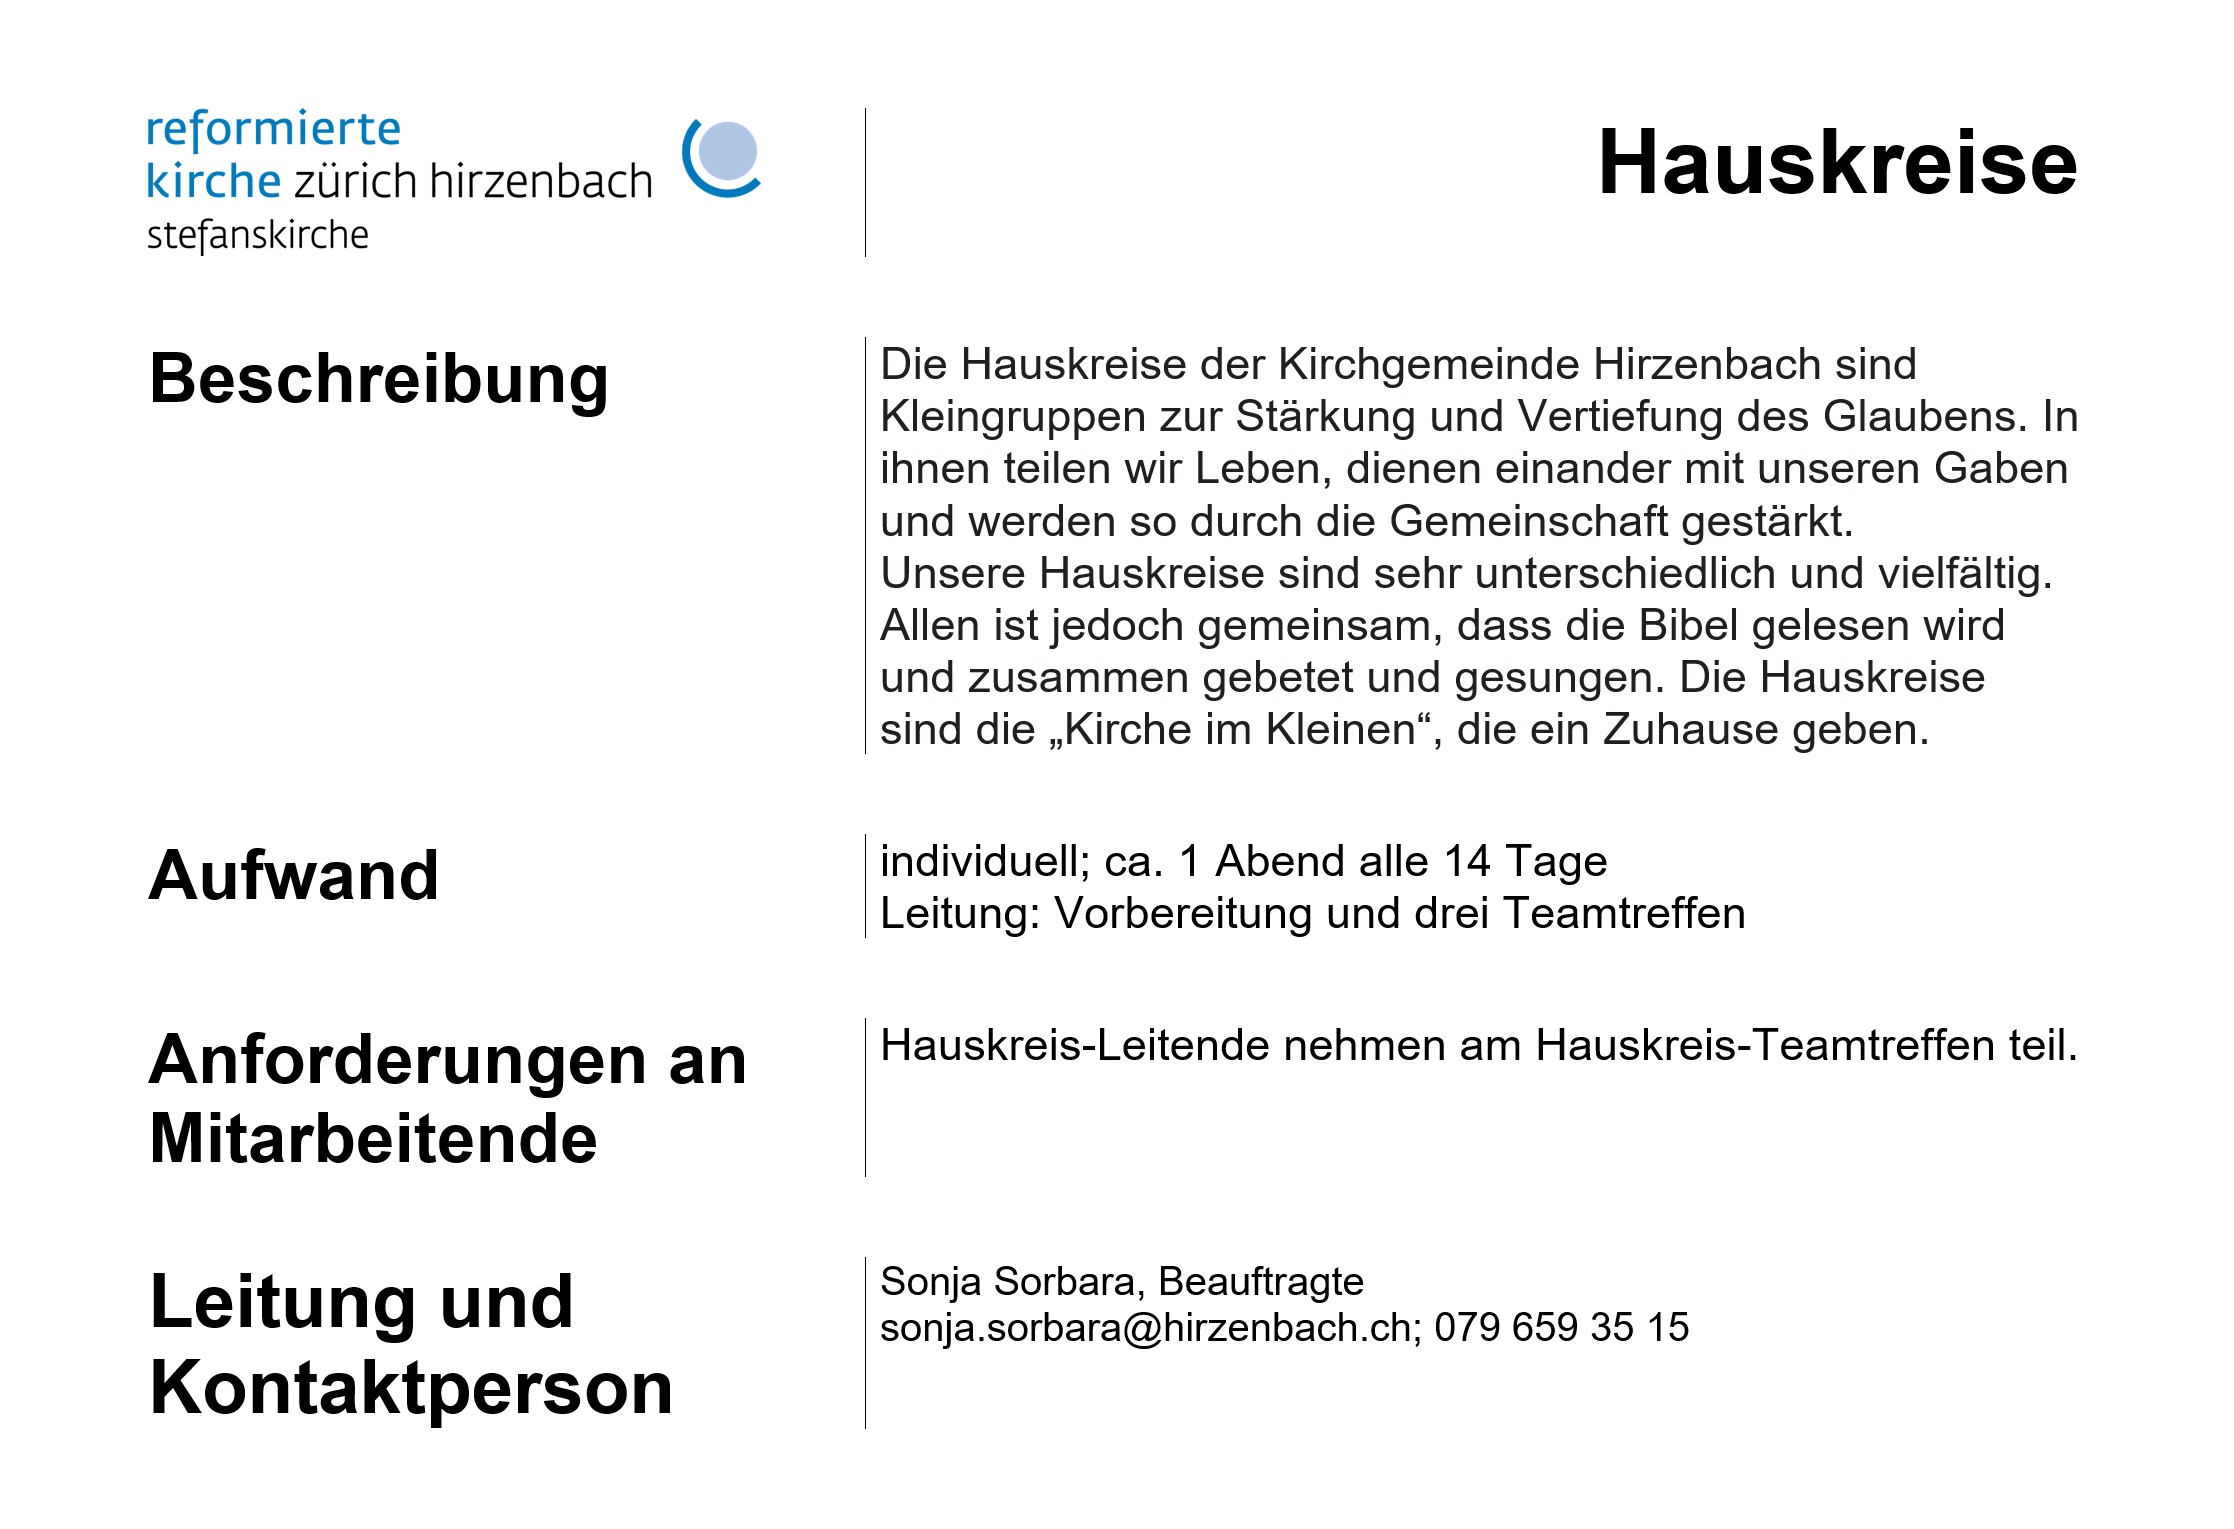 reformierte
kirche zürich hirzenbach
stefanskirche
Hauskreise
Beschreibung
Die Hauskreise der Kirchgemeinde Hirzenbach sind
Kleingruppen zur Stärkung und Vertiefung des Glaubens. In
ihnen teilen wir Leben, dienen einander mit unseren Gaben
und werden so durch die Gemeinschaft gestärkt.
Unsere Hauskreise sind sehr unterschiedlich und vielfältig.
Allen ist jedoch gemeinsam, dass die Bibel gelesen wird
und zusammen gebetet und gesungen. Die Hauskreise
sind die „Kirche im Kleinen“, die ein Zuhause geben.
Aufwand
individuell; ca. 1 Abend alle 14 Tage
Leitung: Vorbereitung und drei Teamtreffen
Anforderungen an
Mitarbeitende
Hauskreis-Leitende nehmen am Hauskreis-Teamtreffen teil.
Leitung und
Kontaktperson
Sonja Sorbara, Beauftragte
sonja.sorbara@hirzenbach.ch; 079 659 35 15